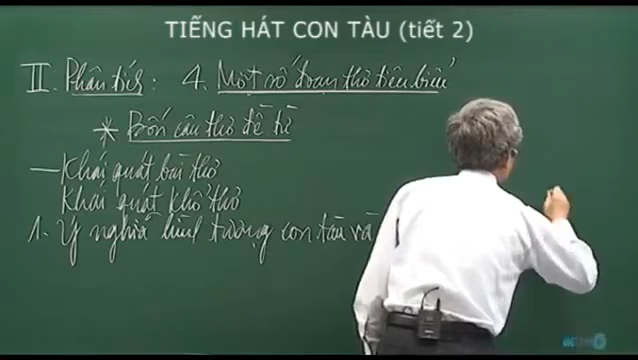 TIẾNG HÁT CON TÀU (tiết 2)
II. Phân tích : 4. Một số đoạn thơ tiêu biểu
* Bốn câu thơ đề từ
— Khái quát bài thơ
Khái quát khổ thơ
1. Ý nghĩa hình tượng con tàu và